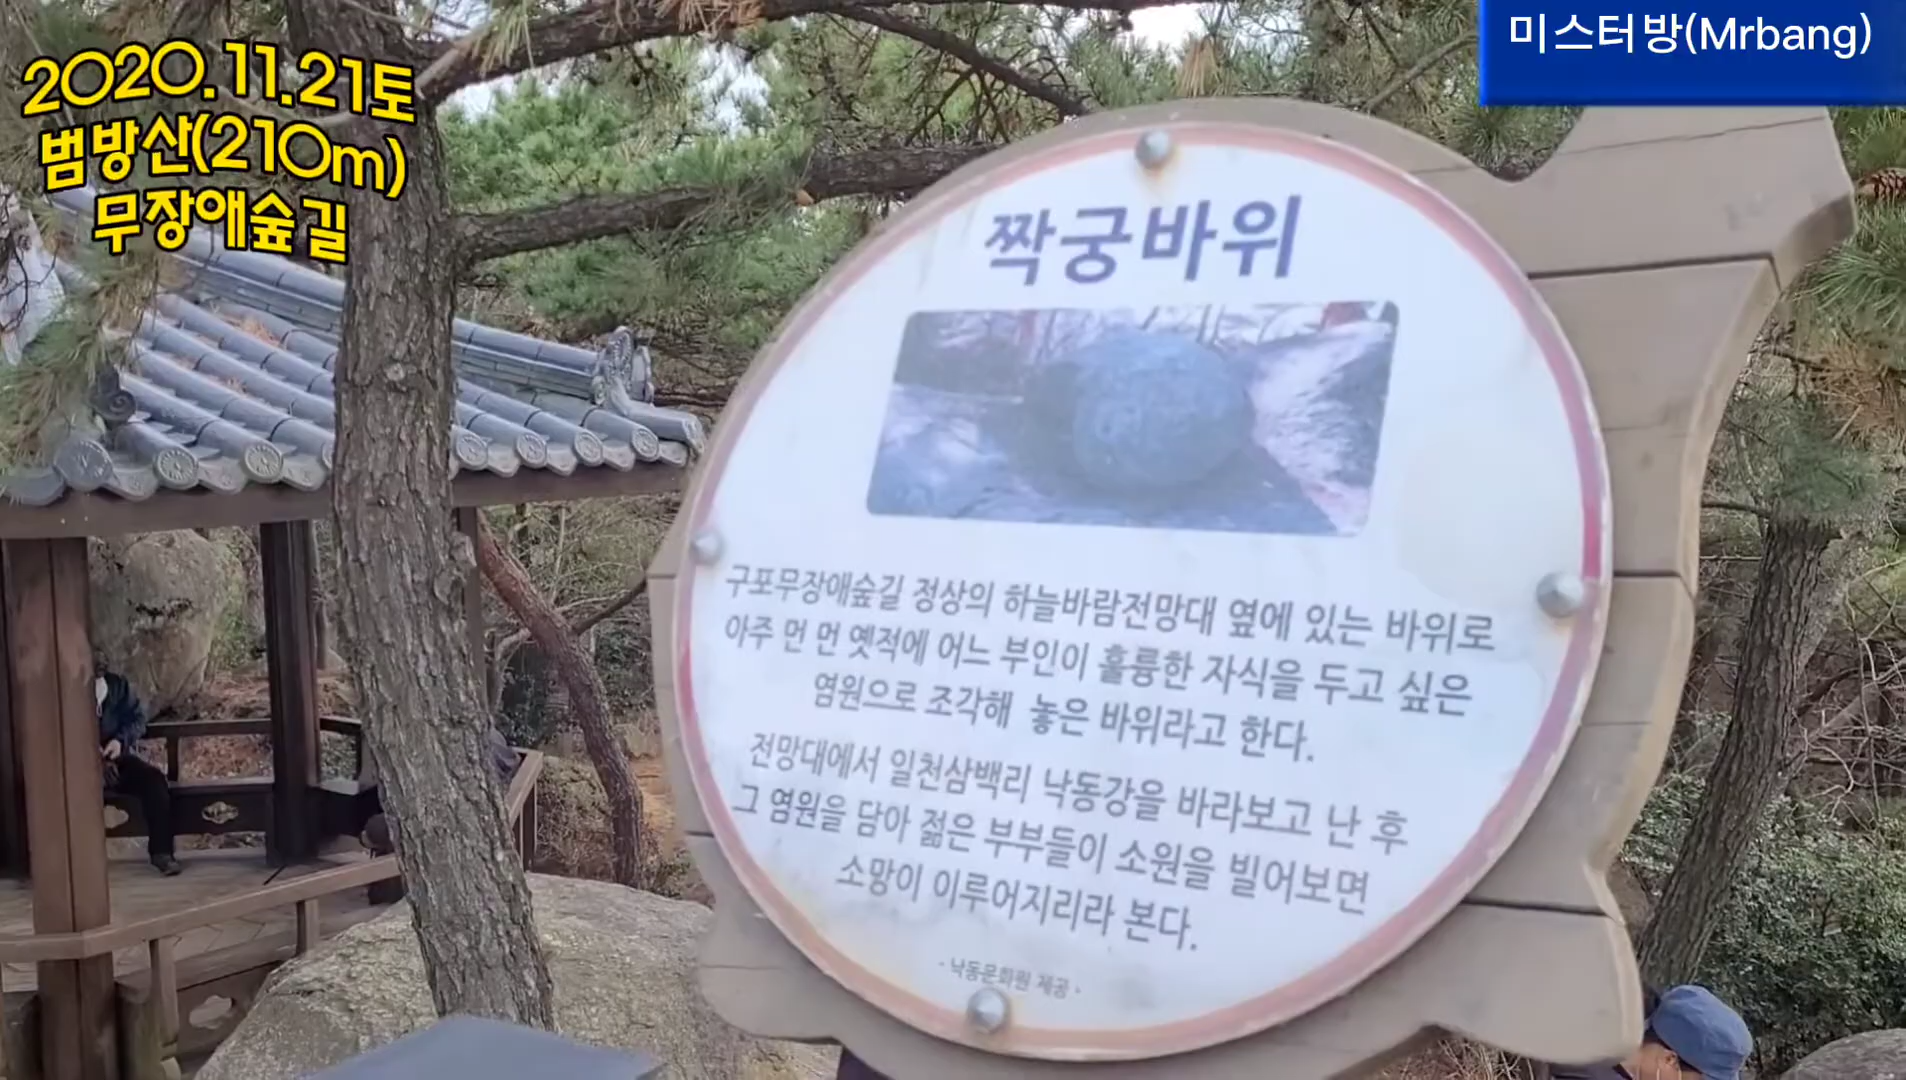 2020.11.21토
범방산(210m)
무장애숲길
미스터방(Mrbang)
짝궁바위
구포무장애숲길 정상의 하늘바람전망대 옆에 있는 바위로
아주 먼 먼 옛적에 어느 부인이 훌륭한 자식을 두고 싶은
염원으로 조각해 놓은 바위라고 한다.
전망대에서 일천삼백리 낙동강을 바라보고 난 후
그 염원을 담아 젊은 부부들이 소원을 빌어보면
소망이 이루어지리라 본다.
- 낙동문화원 제공 -